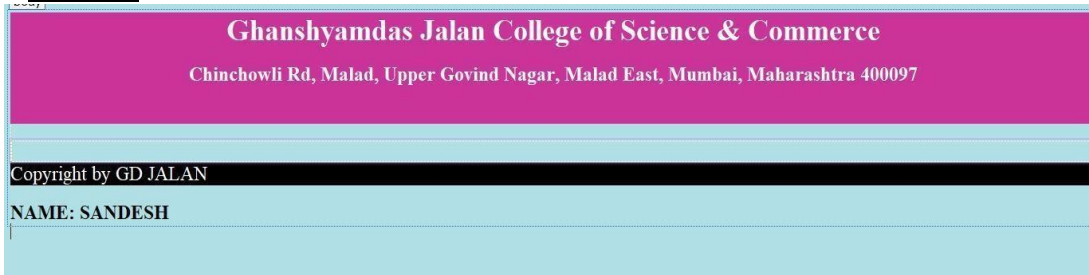 body
Ghanshyamdas Jalan College of Science & Commerce
Chinchowli Rd, Malad, Upper Govind Nagar, Malad East, Mumbai, Maharashtra 400097
Copyright by GD JALAN
NAME: SANDESH